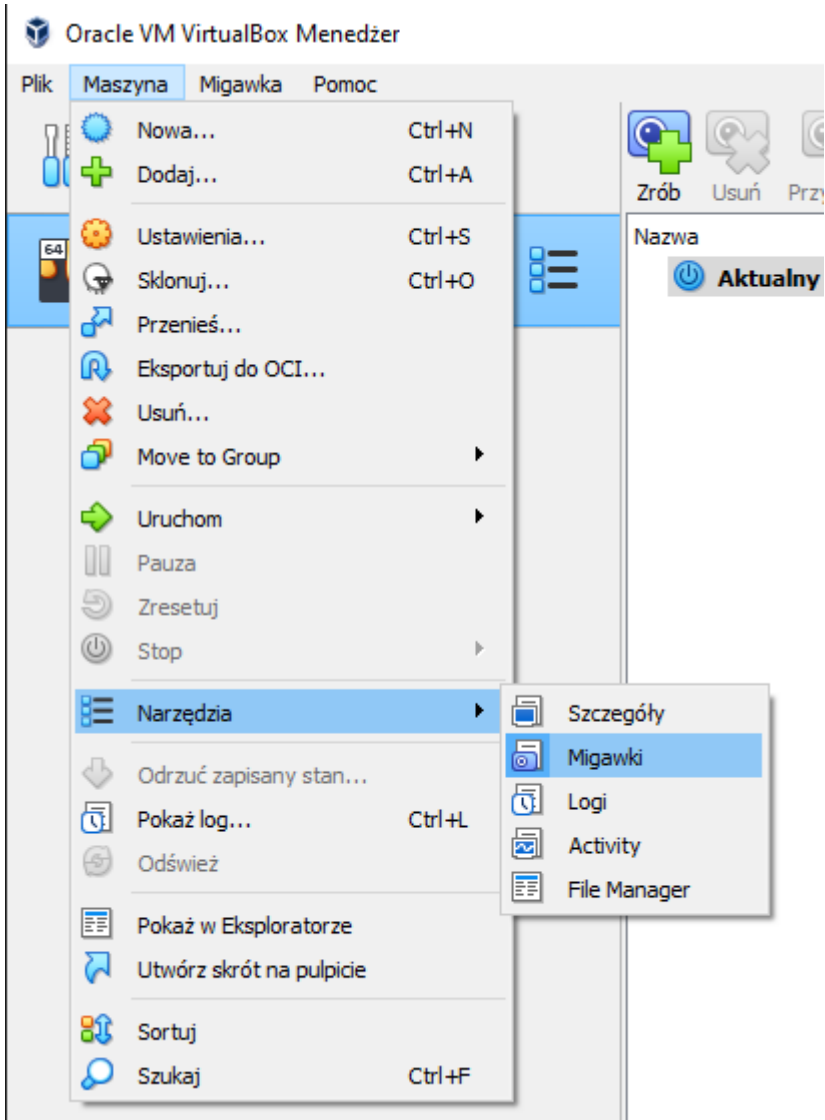 Oracle VM VirtualBox Menedżer
Plik Maszyna Migawka Pomoc
Nowa... Ctrl+N
Dodaj... Ctrl+A
Zrób Usuń Przy
Ustawienia... Ctrl+S
Nazwa
64
Sklonuj... Ctrl+O
Aktualny
Przenieś...
Eksportuj do OCI...
Usuń...
Move to Group
Uruchom
Pauza
Zresetuj
Stop
Narzędzia
Szczegóły
Migawki
Logi
Activity
File Manager
Odrzuć zapisany stan...
Pokaż log... Ctrl+L
Odśwież
Pokaż w Eksploratorze
Utwórz skrót na pulpicie
Sortuj
Szukaj Ctrl+F